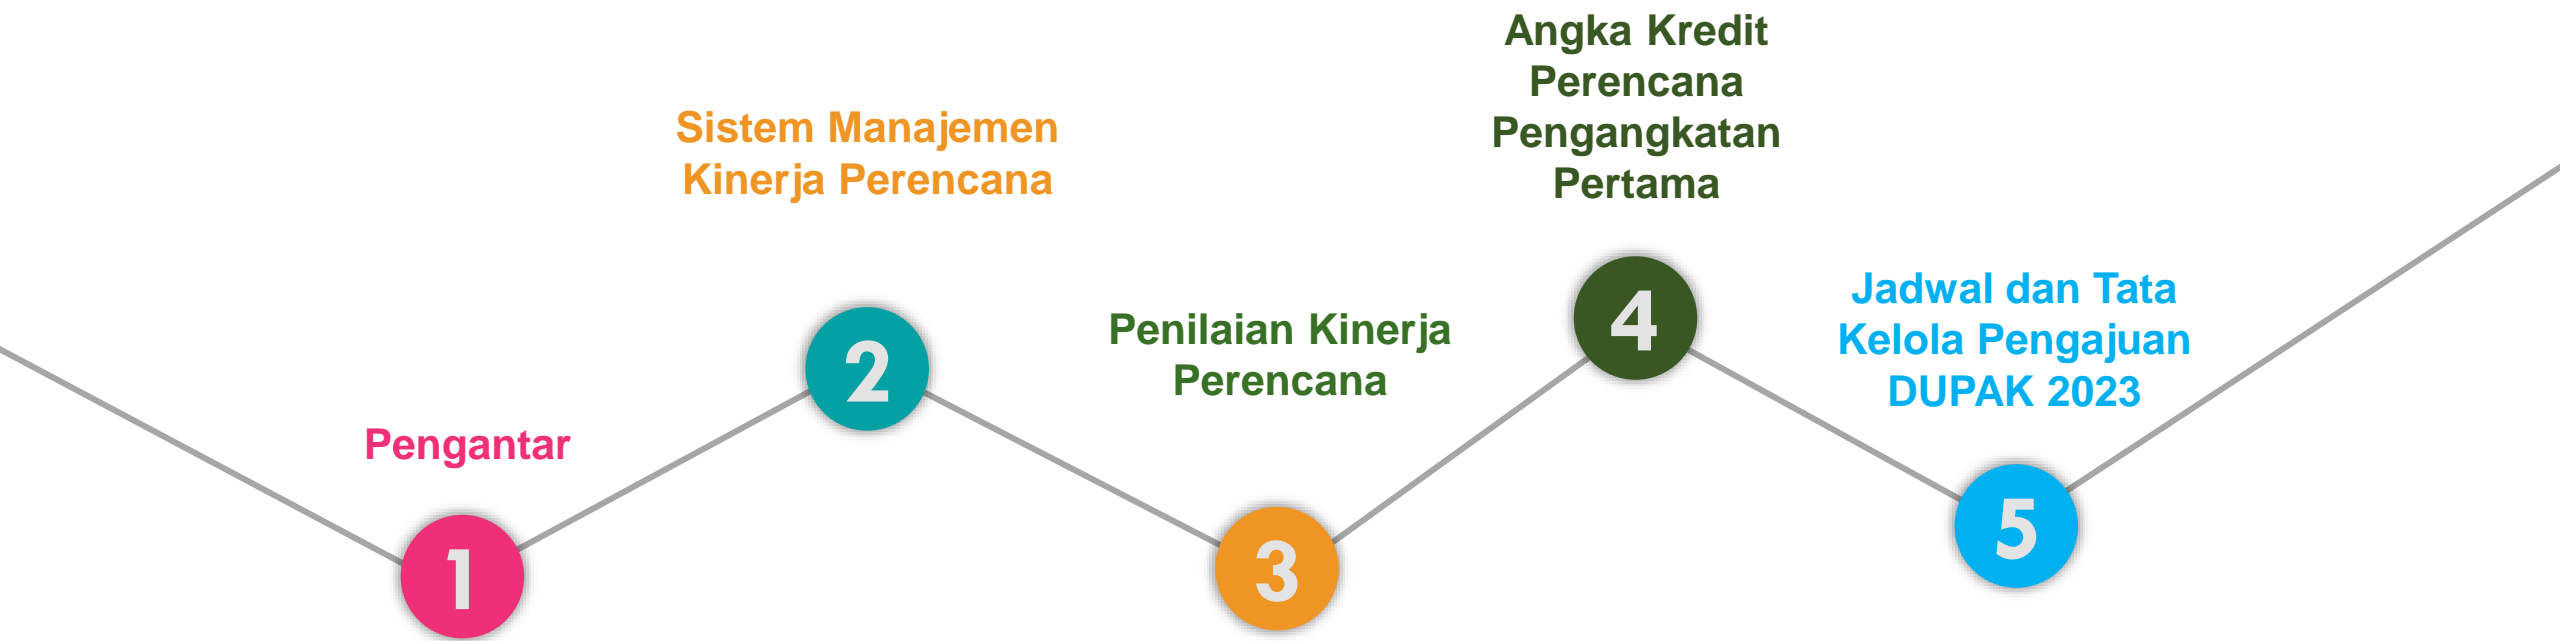 Pengantar
1
Sistem Manajemen
Kinerja Perencana
2
Penilaian Kinerja
Perencana
3
Angka Kredit
Perencana
Pengangkatan
Pertama
4
Jadwal dan Tata
Kelola Pengajuan
DUPAK 2023
5